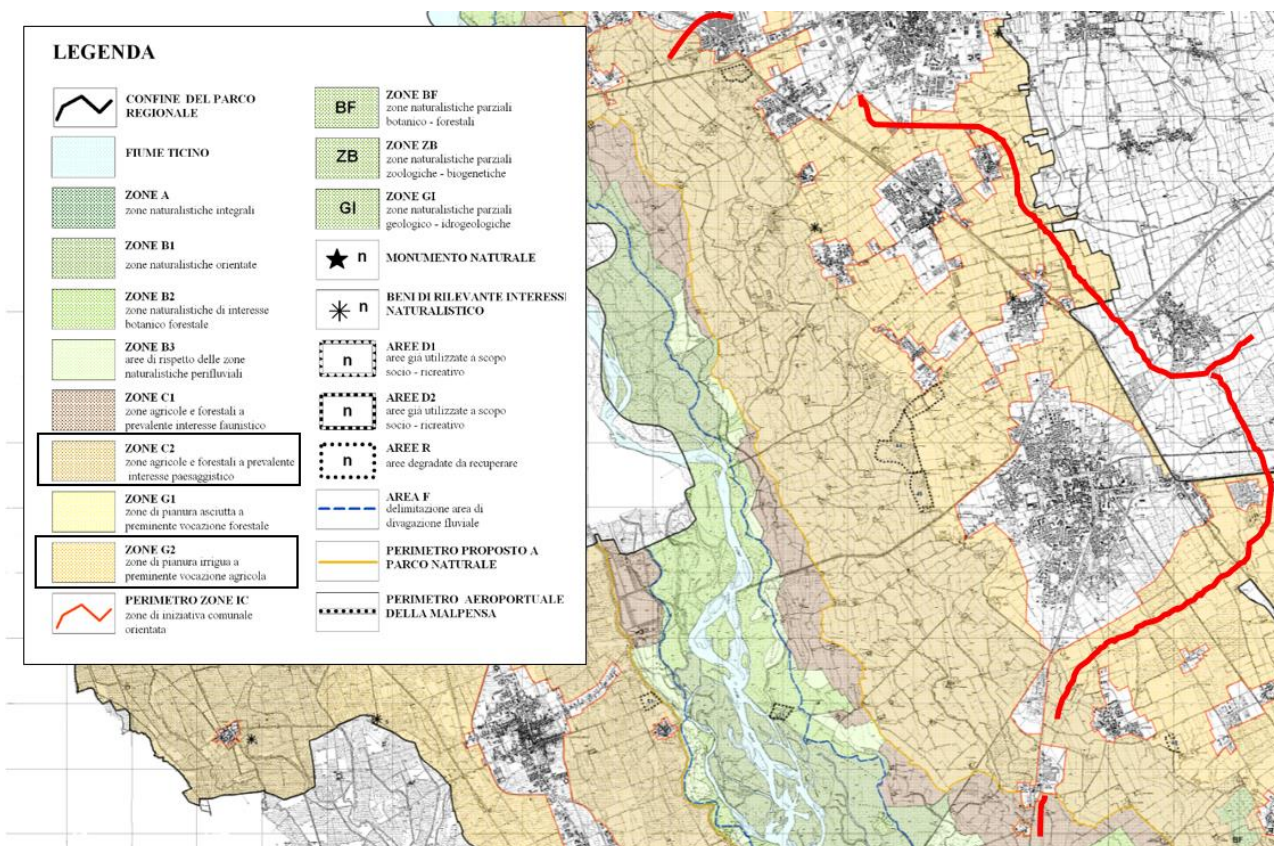 LEGENDA
CONFINE DEL PARCO
REGIONALE
FIUME TICINO
ZONE A
zone naturalistiche integrali
ZONE B1
zone naturalistiche orientate
ZONE B2
zone naturalistiche di interesse
botanico forestale
ZONE B3
aree di rispetto delle zone
naturalistiche perifluviali
ZONE C1
zone agricole e forestali a
prevalente interesse faunistico
ZONE C2
zone agricole e forestali a prevalente
interesse paesaggistico
ZONE G1
zone di pianura asciutta a
preminente vocazione forestale
ZONE G2
zone di pianura irrigua a
preminente vocazione agricola
PERIMETRO ZONE IC
zone di iniziativa comunale
orientata
BF
ZONE BF
zone naturalistiche parziali
botanico - forestali
ZB
ZONE ZB
zone naturalistiche parziali
zoologiche - biogenetiche
GI
ZONE GI
zone naturalistiche parziali
geologico - idrogeologiche
n
MONUMENTO NATURALE
n
BENI DI RILEVANTE INTERESSI
NATURALISTICO
n
AREE D1
aree già utilizzate a scopo
socio - ricreativo
n
AREE D2
aree già utilizzate a scopo
socio - ricreativo
n
AREE R
aree degradate da recuperare
AREA F
delimitazione area di
divagazione fluviale
PERIMETRO PROPOSTO A
PARCO NATURALE
PERIMETRO AEROPORTUALE
DELLA MALPENSA
BF